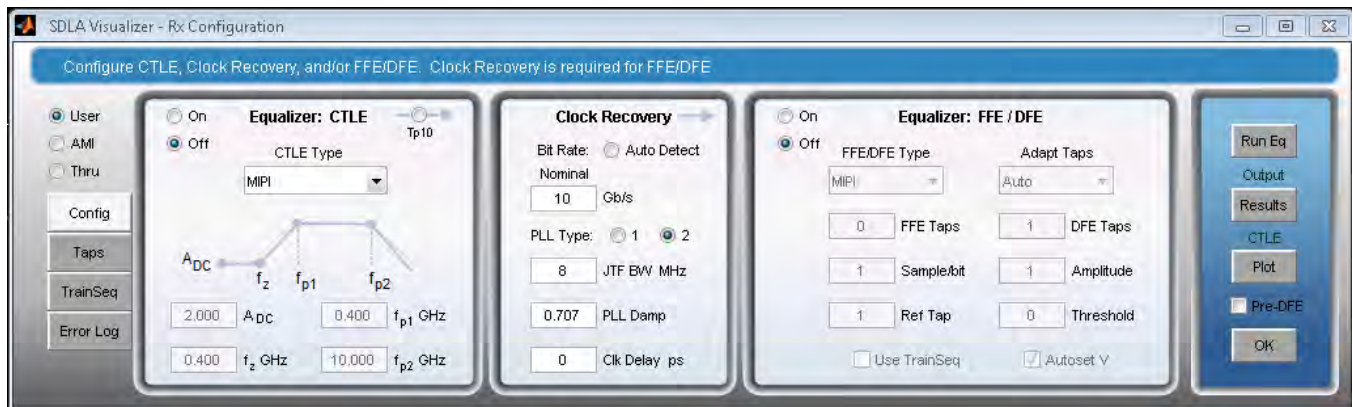 SDLA Visualizer - Rx Configuration
Configure CTLE, Clock Recovery, and/or FFE/DFE. Clock Recovery is required for FFE/DFE
User
AMI
Thru
Config
Taps
TrainSeq
Error Log
On
Off
Equalizer: CTLE
Tp10
CTLE Type
MIPI
ADC
fz
fp1
fp2
2.000 ADC
0.400 fp1 GHz
0.400 fz GHz
10.000 fp2 GHz
Clock Recovery
Bit Rate: Auto Detect
Nominal
10 Gb/s
PLL Type: 1 2
8 JTF BW MHz
0.707 PLL Damp
0 Clk Delay ps
On
Off
Equalizer: FFE / DFE
FFE/DFE Type
Adapt Taps
MIPI
Auto
0 FFE Taps
1 DFE Taps
1 Sample/bit
1 Amplitude
1 Ref Tap
0 Threshold
Use TrainSeq
Autoset V
Run Eq
Output
Results
CTLE
Plot
Pre-DFE
OK